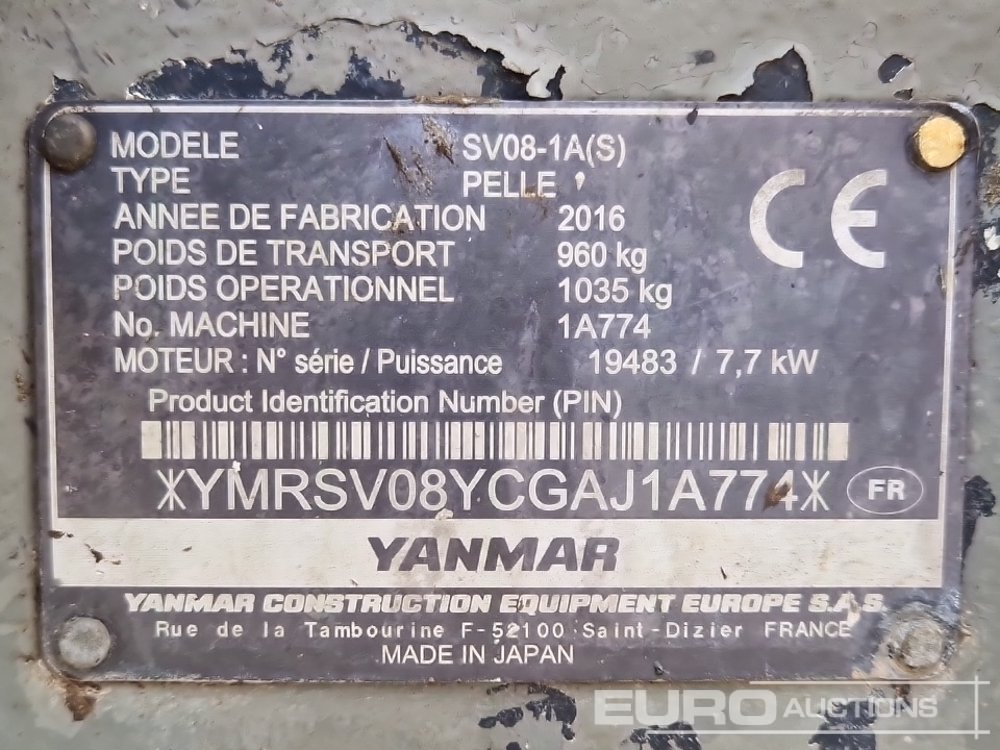 MODELE SV08-1A(S)
TYPE PELLE
ANNEE DE FABRICATION 2016
POIDS DE TRANSPORT 960 kg
POIDS OPERATIONNEL 1035 kg
No. MACHINE 1A774
MOTEUR : N° série / Puissance 19483 / 7,7 kW
CE
Product Identification Number (PIN)
*YMRSV08YCGAJ1A774*
FR
YANMAR
YANMAR CONSTRUCTION EQUIPMENT EUROPE S.A.S.
Rue de la Tambourine F-52100 Saint-Dizier FRANCE
MADE IN JAPAN
EURO AUCTIONS